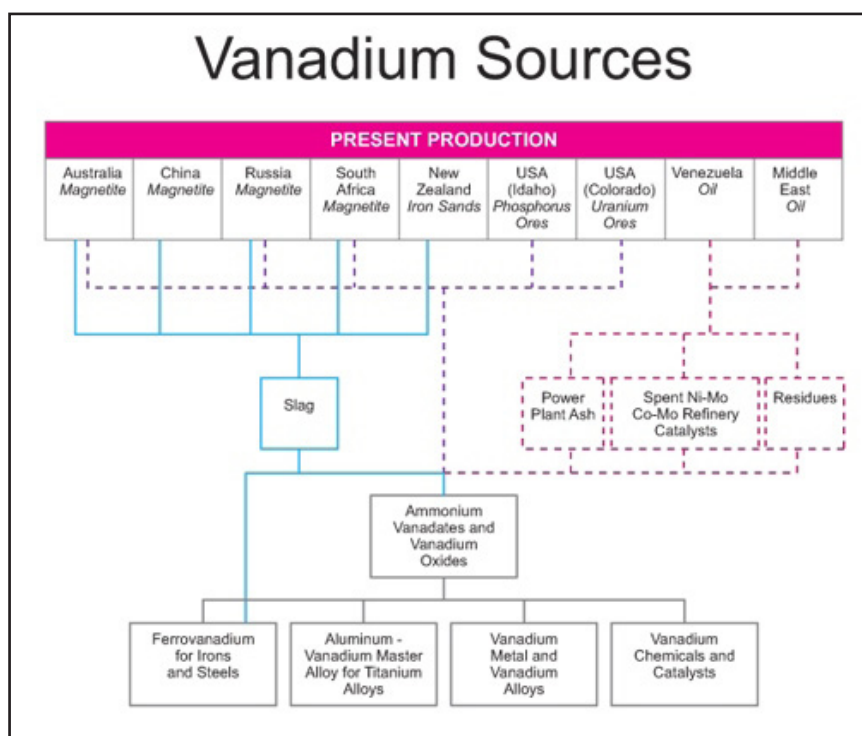 Vanadium Sources
PRESENT PRODUCTION
Australia
Magnetite
China
Magnetite
Russia
Magnetite
South
Africa
Magnetite
New
Zealand
Iron Sands
USA
(Idaho)
Phosphorus
Ores
USA
(Colorado)
Uranium
Ores
Venezuela
Oil
Middle
East
Oil
Slag
Power
Plant Ash
Spent Ni-Mo
Co-Mo Refinery
Catalysts
Residues
Ammonium
Vanadates and
Vanadium
Oxides
Ferrovanadium
for Irons
and Steels
Aluminum -
Vanadium Master
Alloy for Titanium
Alloys
Vanadium
Metal and
Vanadium
Alloys
Vanadium
Chemicals and
Catalysts